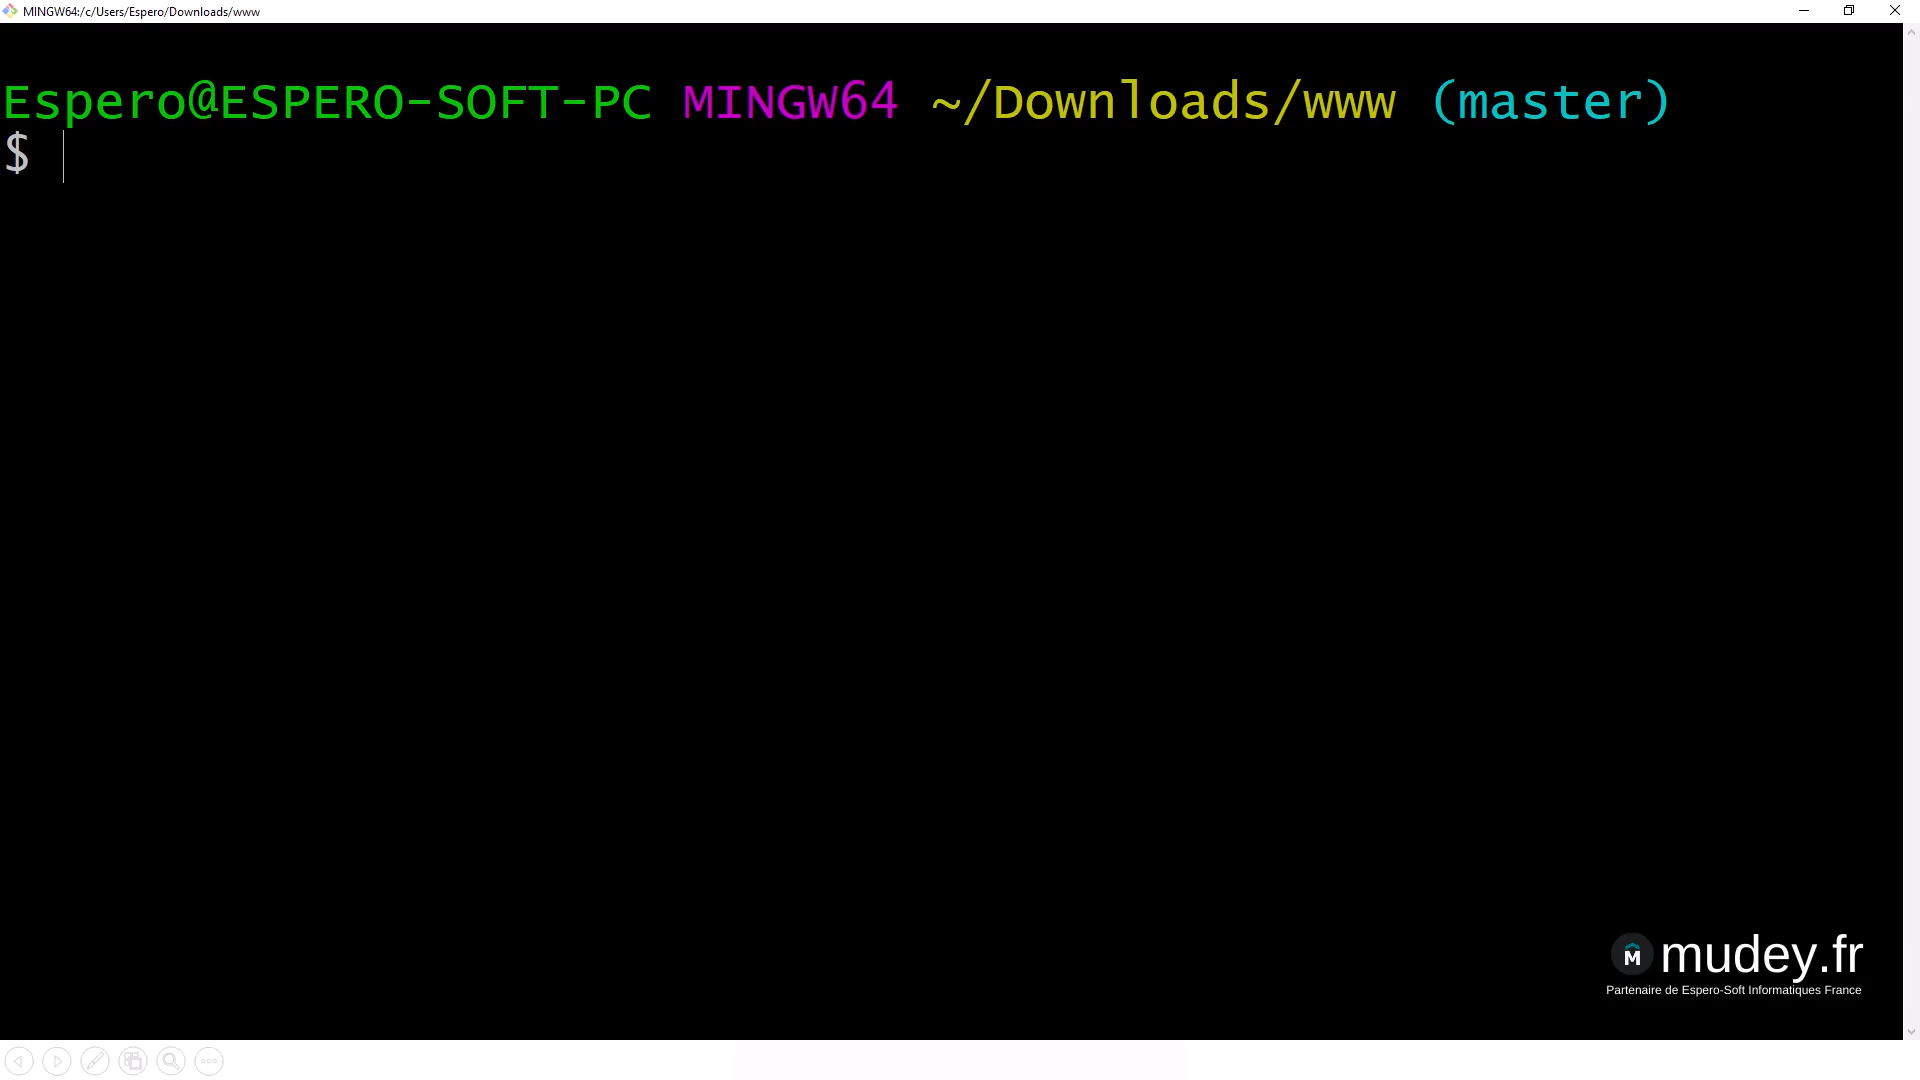 MINGW64:/c/Users/Espero/Downloads/www
Espero@ESPERO-SOFT-PC MINGW64 ~/Downloads/www (master)
$
M mudey.fr
Partenaire de Espero-Soft Informatiques France